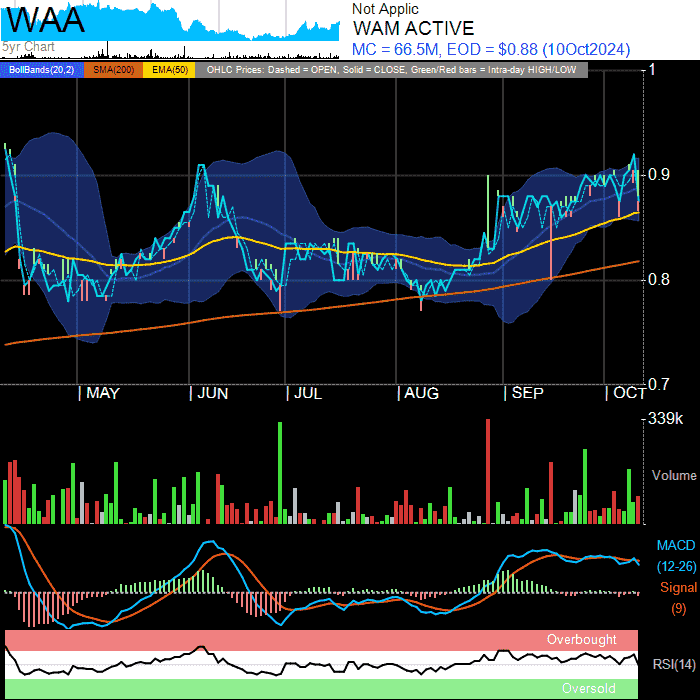 WAA
5yr Chart
Not Applic
WAM ACTIVE
MC = 66.5M, EOD = $0.88 (10Oct2024)
BollBands(20,2) SMA(200) EMA(50) OHLC Prices: Dashed = OPEN, Solid = CLOSE, Green/Red bars = Intra-day HIGH/LOW
1
0.9
0.8
0.7
| MAY | JUN | JUL | AUG | SEP | OCT
339k
Volume
MACD
(12-26)
Signal
(9)
Overbought
RSI(14)
Oversold